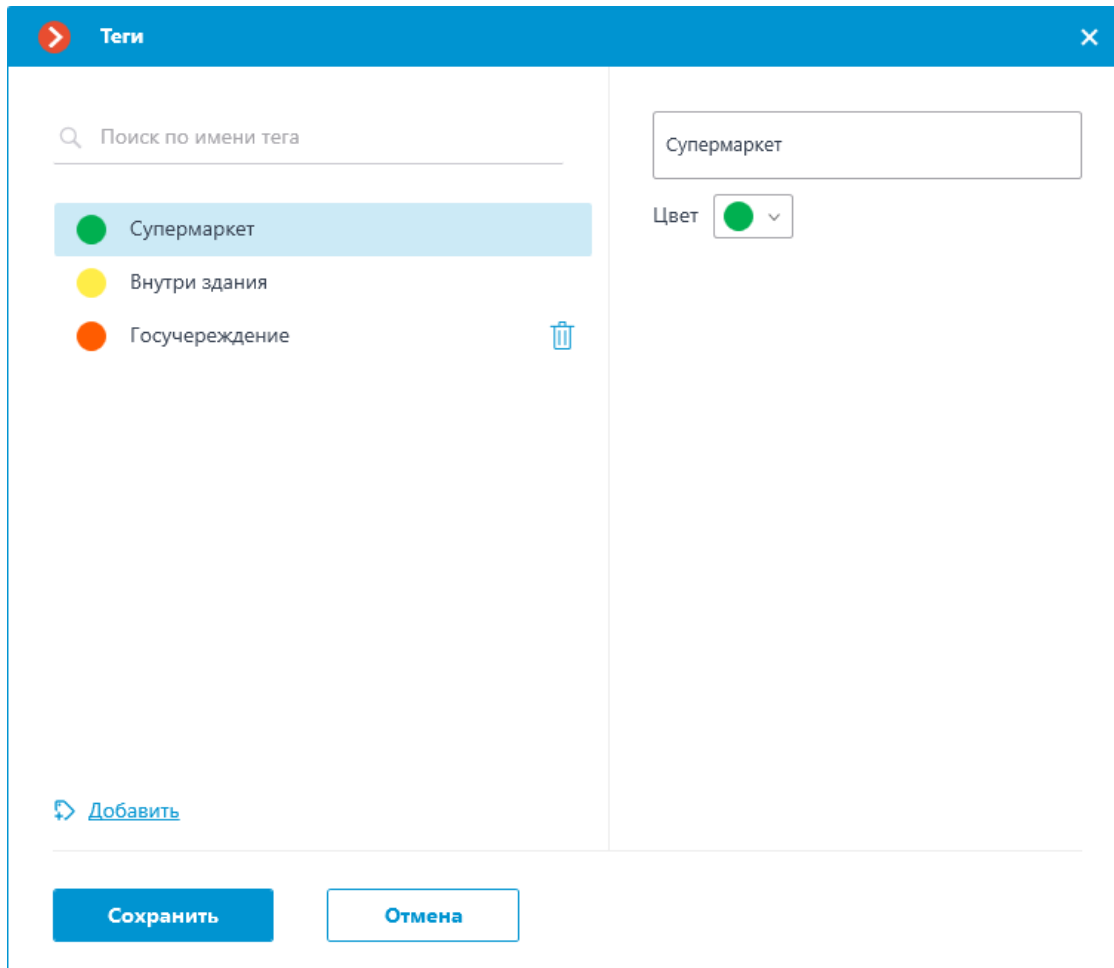 Теги
Поиск по имени тега
Супермаркет
Внутри здания
Госучереждение
Добавить
Супермаркет
Цвет
Сохранить
Отмена